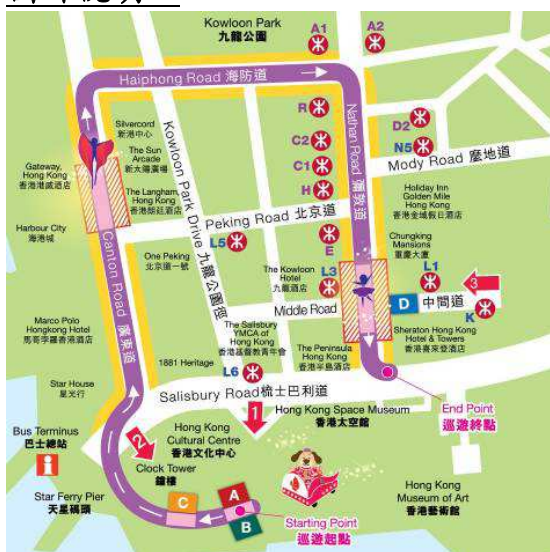 Kowloon Park
九龍公園
A1
A2
Haiphong Road 海防道
Silvercord
新港中心
The Sun
Arcade
新太陽廣場
R
C2
C1
H
D2
N5
Nathan Road 彌敦道
Mody Road 麼地道
Gateway,
Hong Kong
香港港威酒店
The Langham,
Hong Kong
香港朗廷酒店
Kowloon Park Drive 九龍公園徑
Holiday Inn
Golden Mile
Hong Kong
香港金域假日酒店
Harbour City
海港城
Peking Road 北京道
Canton Road 廣東道
One Peking
北京道一號
L5
E
Chungking
Mansions
重慶大廈
The Kowloon
Hotel
九龍酒店
L3
L1
3
Middle Road
D
中間道
K
Marco Polo
Hongkong Hotel
馬哥孛羅香港酒店
The Salisbury
YMCA of
Hong Kong
香港基督教青年會
The Peninsula
Hong Kong
香港半島酒店
Sheraton Hong Kong
Hotel & Towers
香港喜來登酒店
1881 Heritage
L6
Star House
星光行
Salisbury Road梳士巴利道
1
Hong Kong Space Museum
香港太空館
End Point
巡遊終點
Bus Terminus
巴士總站
2
Hong Kong
Cultural Centre
香港文化中心
Clock Tower
鐘樓
Star Ferry Pier
天星碼頭
C
A
B
Starting Point
巡遊起點
Hong Kong
Museum of Art
香港藝術館